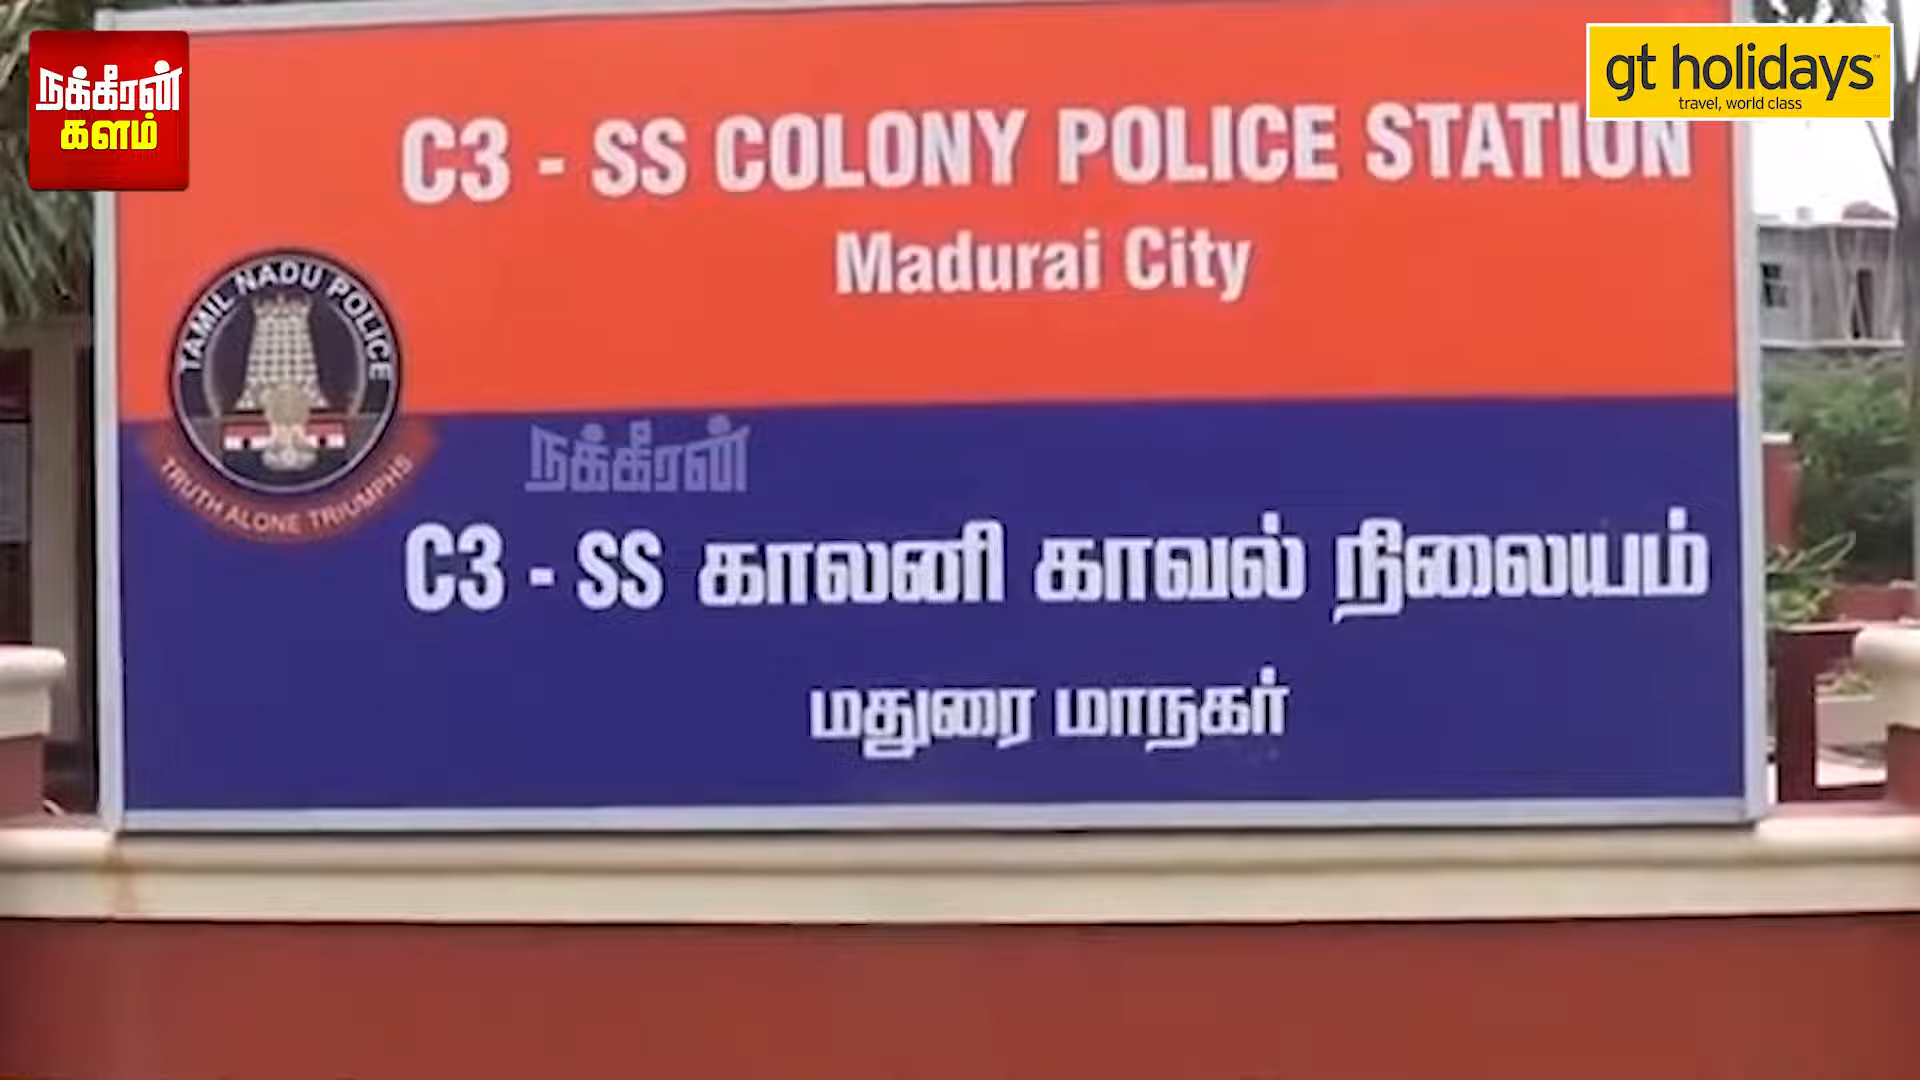 நக்கீரன்
களம்
gt holidays
travel, world class
C3 - SS COLONY POLICE STATION
Madurai City
TAMIL NADU POLICE
TRUTH ALONE TRIUMPHS
நக்கீரன்
C3 - SS காலனி காவல் நிலையம்
மதுரை மாநகர்